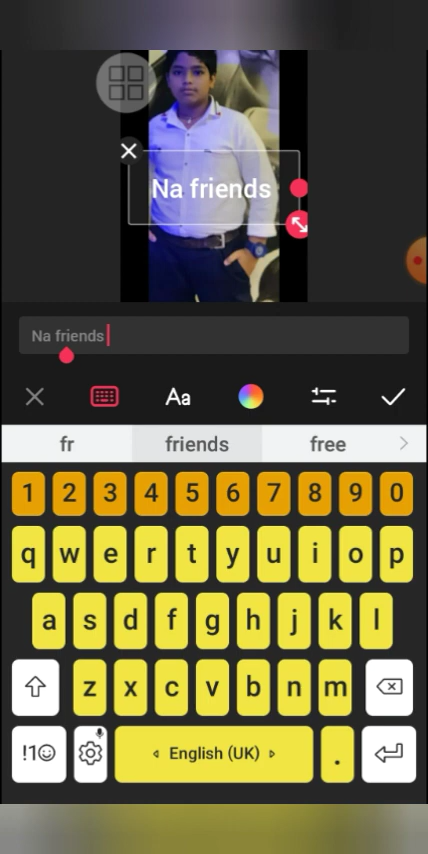 Na friends
Na friends
Aa
fr friends free
1 2 3 4 5 6 7 8 9 0
q w e r t y u i o p
a s d f g h j k l
z x c v b n m
!1☺ English (UK) .